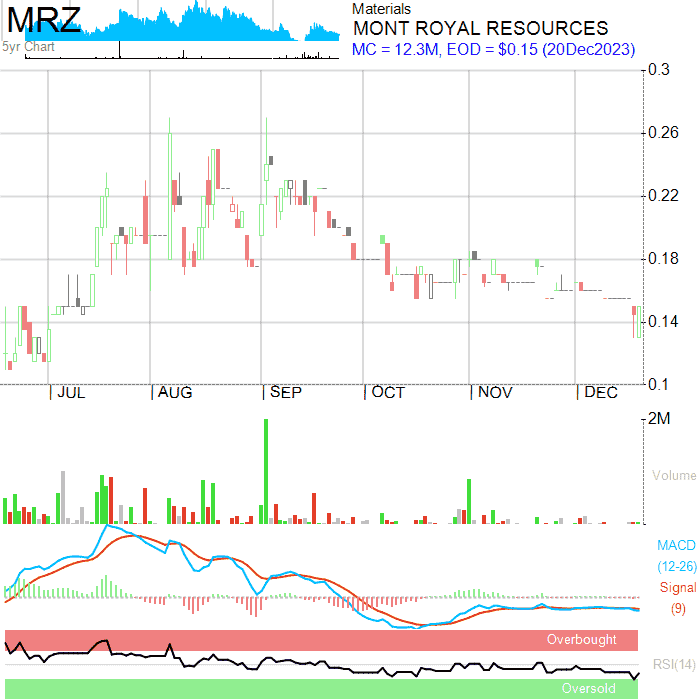 MRZ
5yr Chart
Materials
MONT ROYAL RESOURCES
MC = 12.3M, EOD = $0.15 (20Dec2023)
0.3
0.26
0.22
0.18
0.14
0.1
JUL AUG SEP OCT NOV DEC
2M
Volume
MACD
(12-26)
Signal
(9)
Overbought
RSI(14)
Oversold